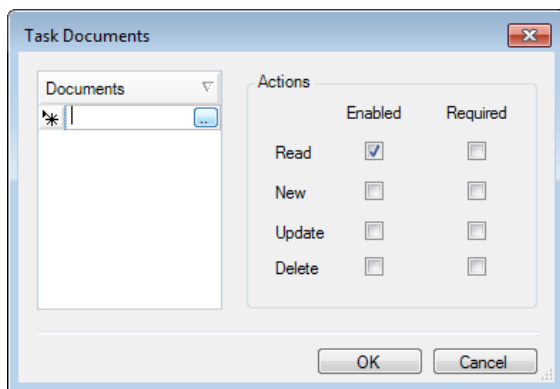 Task Documents
Documents
..
Actions
Enabled Required
Read
New
Update
Delete
OK Cancel